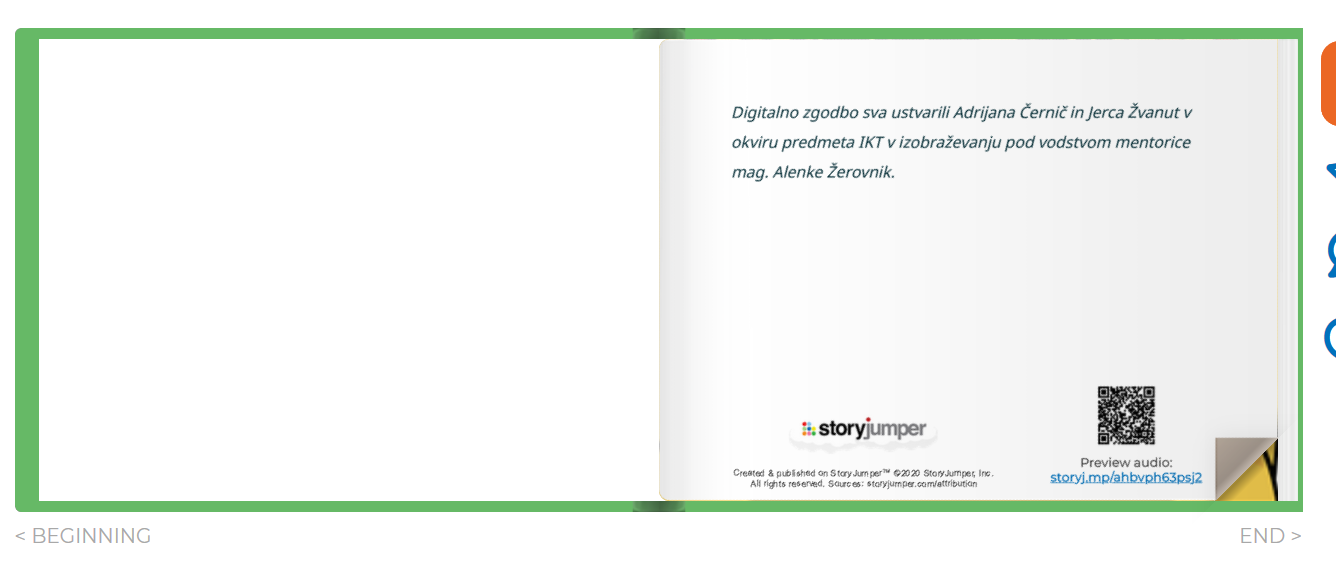 Digitalno zgodbo sva ustvarili Adrijana Černič in Jerca Žvanut v
okviru predmeta IKT v izobraževanju pod vodstvom mentorice
mag. Alenke Žerovnik.
storyjumper
Created & published on StoryJumper™ ©2020 StoryJumper, Inc.
All rights reserved. Sources: storyjumper.com/attribution
Preview audio:
storyj.mp/ahbvph63psj2
< BEGINNING
END >